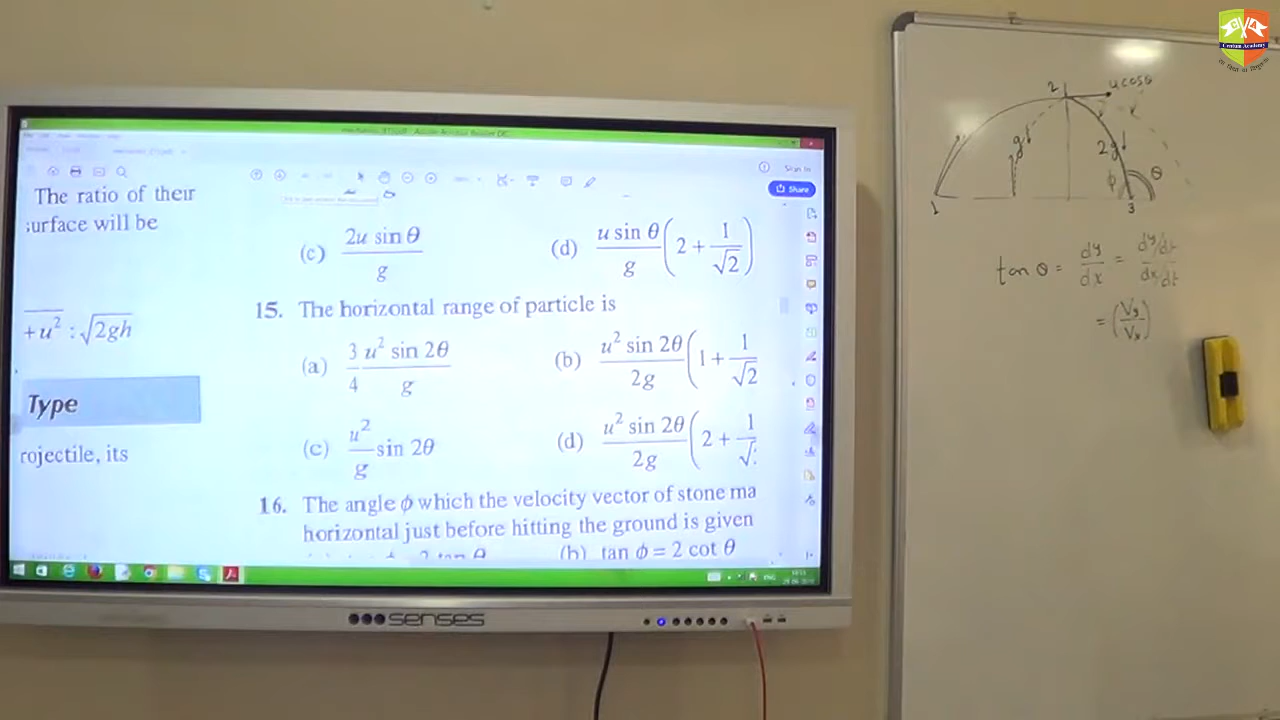 The ratio of their
surface will be
+u² : √2gh
Type
rojectile, its
Sign In
Share
(c) 2u sin θ / g
(d) u sin θ / g (2 + 1/√2)
15. The horizontal range of particle is
(a) 3/4 u² sin 2θ / g
(b) u² sin 2θ / 2g (1 + 1/√2
(c) u²/g sin 2θ
(d) u² sin 2θ / 2g (2 + 1/√
16. The angle ϕ which the velocity vector of stone ma
horizontal just before hitting the ground is given
(b) tan ϕ = 2 cot θ
senses
2 u cos θ
g 2g
ϕ θ
1 3
tan θ = dy/dx = dy/dt / dx/dt
= (Vy/Vx)
C A
Centum Academy